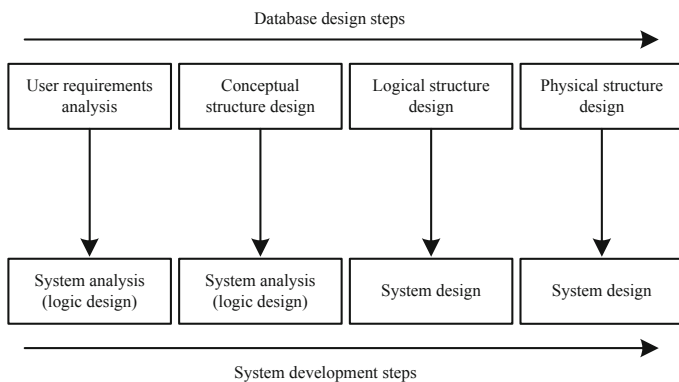 Database design steps
User requirements
analysis
Conceptual
structure design
Logical structure
design
Physical structure
design
System analysis
(logic design)
System analysis
(logic design)
System design
System design
System development steps